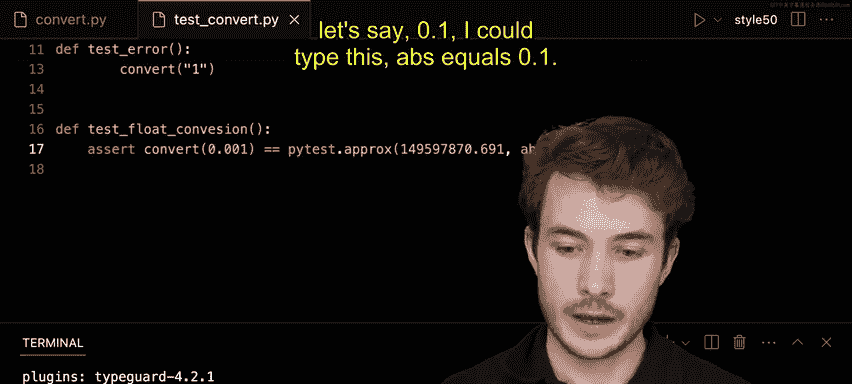 convert.py
test_convert.py
style50
let's say, 0.1, I could
type this, abs equals 0.1.
11 def test_error():
13 convert("1")
14
15
16 def test_float_convesion():
17 assert convert(0.001) == pytest.approx(149597870.691, ab
18
TERMINAL
plugins: typeguard-4.2.1